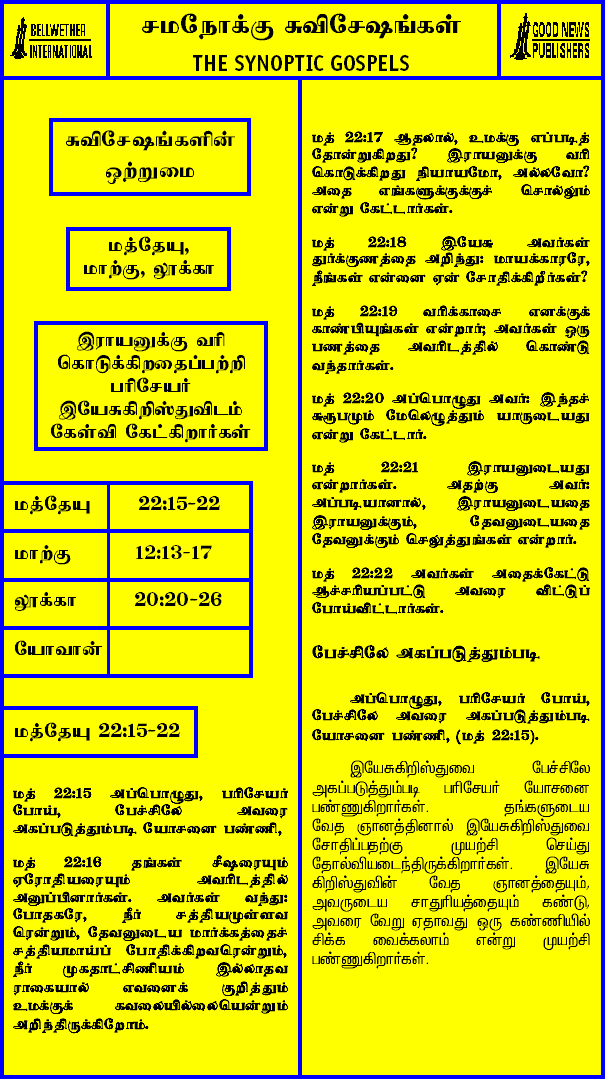 BELLWETHER
INTERNATIONAL
சமநோக்கு சுவிசேஷங்கள்
THE SYNOPTIC GOSPELS
GOOD NEWS
PUBLISHERS
சுவிசேஷங்களின்
ஒற்றுமை
மத்தேயு,
மாற்கு, லூக்கா
இராயனுக்கு வரி
கொடுக்கிறதைப்பற்றி
பரிசேயர்
இயேசுகிறிஸ்துவிடம்
கேள்வி கேட்கிறார்கள்
மத்தேயு 22:15-22
மாற்கு 12:13-17
லூக்கா 20:20-26
யோவான்
மத்தேயு 22:15-22
மத் 22:15 அப்பொழுது, பரிசேயர்
போய், பேச்சிலே அவரை
அகப்படுத்தும்படி யோசனை பண்ணி,
மத் 22:16 தங்கள் சீஷரையும்
ஏரோதியரையும் அவரிடத்தில்
அனுப்பினார்கள். அவர்கள் வந்து:
போதகரே, நீர் சத்தியமுள்ளவ
ரென்றும், தேவனுடைய மார்க்கத்தைச்
சத்தியமாய்ப் போதிக்கிறவரென்றும்,
நீர் முகதாட்சிணியம் இல்லாதவ
ராகையால் எவனைக் குறித்தும்
உமக்குக் கவலையில்லையென்றும்
அறிந்திருக்கிறோம்.
மத் 22:17 ஆதலால், உமக்கு எப்படித்
தோன்றுகிறது? இராயனுக்கு வரி
கொடுக்கிறது நியாயமோ, அல்லவோ?
அதை எங்களுக்குச் சொல்லும்
என்று கேட்டார்கள்.
மத் 22:18 இயேசு அவர்கள்
துர்க்குணத்தை அறிந்து: மாயக்காரரே,
நீங்கள் என்னை ஏன் சோதிக்கிறீர்கள்?
மத் 22:19 வரிக்காசை எனக்குக்
காண்பியுங்கள் என்றார்; அவர்கள் ஒரு
பணத்தை அவரிடத்தில் கொண்டு
வந்தார்கள்.
மத் 22:20 அப்பொழுது அவர்: இந்தச்
சுரூபமும் மேலெழுத்தும் யாருடையது
என்று கேட்டார்.
மத் 22:21 இராயனுடையது
என்றார்கள். அதற்கு அவர்:
அப்படியானால், இராயனுடையதை
இராயனுக்கும், தேவனுடையதை
தேவனுக்கும் செலுத்துங்கள் என்றார்.
மத் 22:22 அவர்கள் அதைக்கேட்டு
ஆச்சரியப்பட்டு அவரை விட்டுப்
போய்விட்டார்கள்.
பேச்சிலே அகப்படுத்தும்படி
அப்பொழுது, பரிசேயர் போய்,
பேச்சிலே அவரை அகப்படுத்தும்படி
யோசனை பண்ணி, (மத் 22:15).
இயேசுகிறிஸ்துவை பேச்சிலே
அகப்படுத்தும்படி பரிசேயர் யோசனை
பண்ணுகிறார்கள். தங்களுடைய
வேத ஞானத்தினால் இயேசுகிறிஸ்துவை
சோதிப்பதற்கு முயற்சி செய்து
தோல்வியடைந்திருக்கிறார்கள். இயேசு
கிறிஸ்துவின் வேத ஞானத்தையும்,
அவருடைய சாதுரியத்தையும் கண்டு,
அவரை வேறு ஏதாவது ஒரு கண்ணியில்
சிக்க வைக்கலாம் என்று முயற்சி
பண்ணுகிறார்கள்.